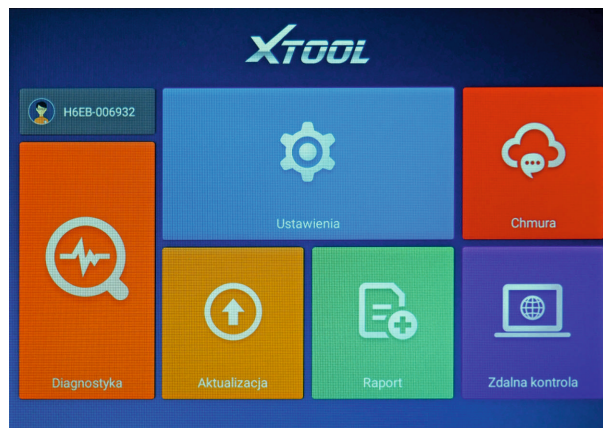 XTOOL
H6EB-006932
Ustawienia
Chmura
Diagnostyka
Aktualizacja
Raport
Zdalna kontrola